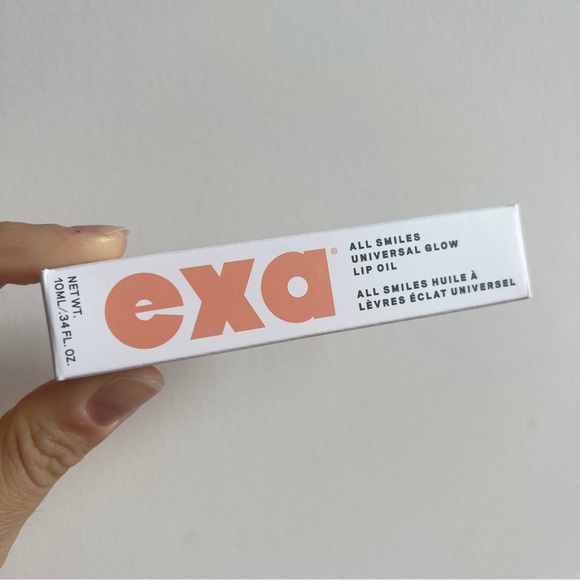 NET WT.
10ML/.34 FL. OZ.
exa®
ALL SMILES
UNIVERSAL GLOW
LIP OIL
ALL SMILES HUILE À
LÈVRES ÉCLAT UNIVERSEL